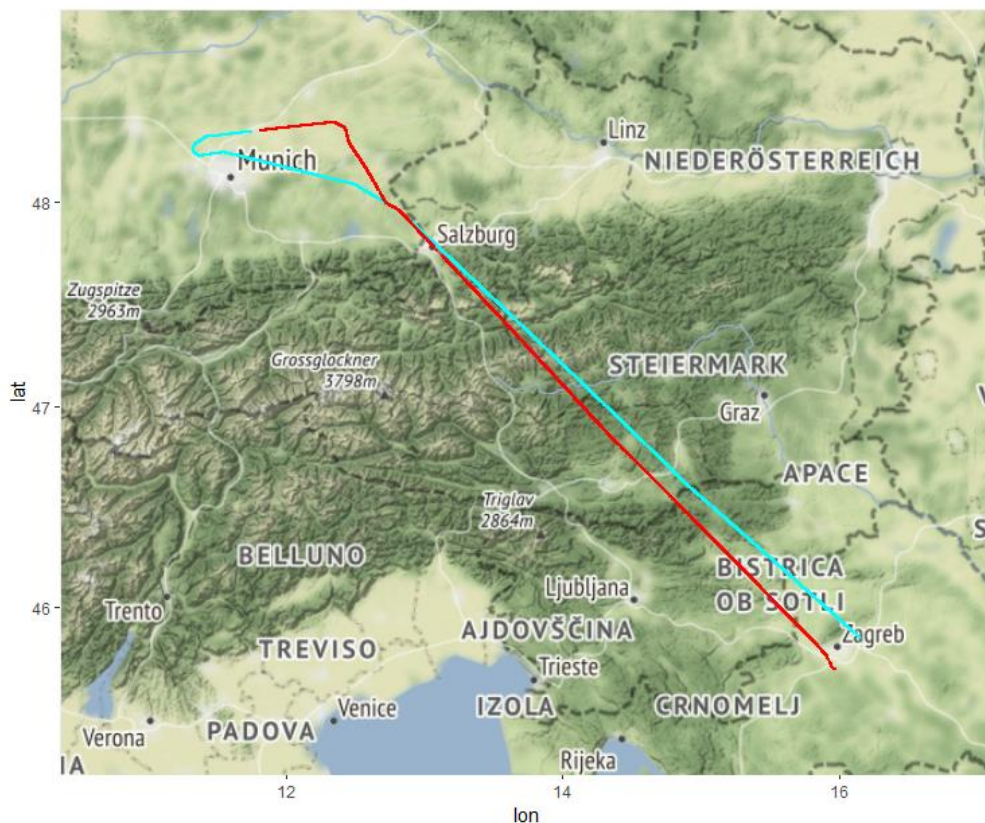 Linz
Munich
NIEDERÖSTERREICH
48
Salzburg
Zugspitze
2963m
Grossglockner
3798m
STEIERMARK
47
lat
Graz
APACE
Triglav
2864m
BELLUNO
BISTRICA
OB SOTLI
Ljubljana
46
Trento
AJDOVŠČINA
Zagreb
TREVISO
Trieste
IZOLA
CRNOMELJ
Venice
PADOVA
Verona
Rijeka
IA
S
12
14
16
lon